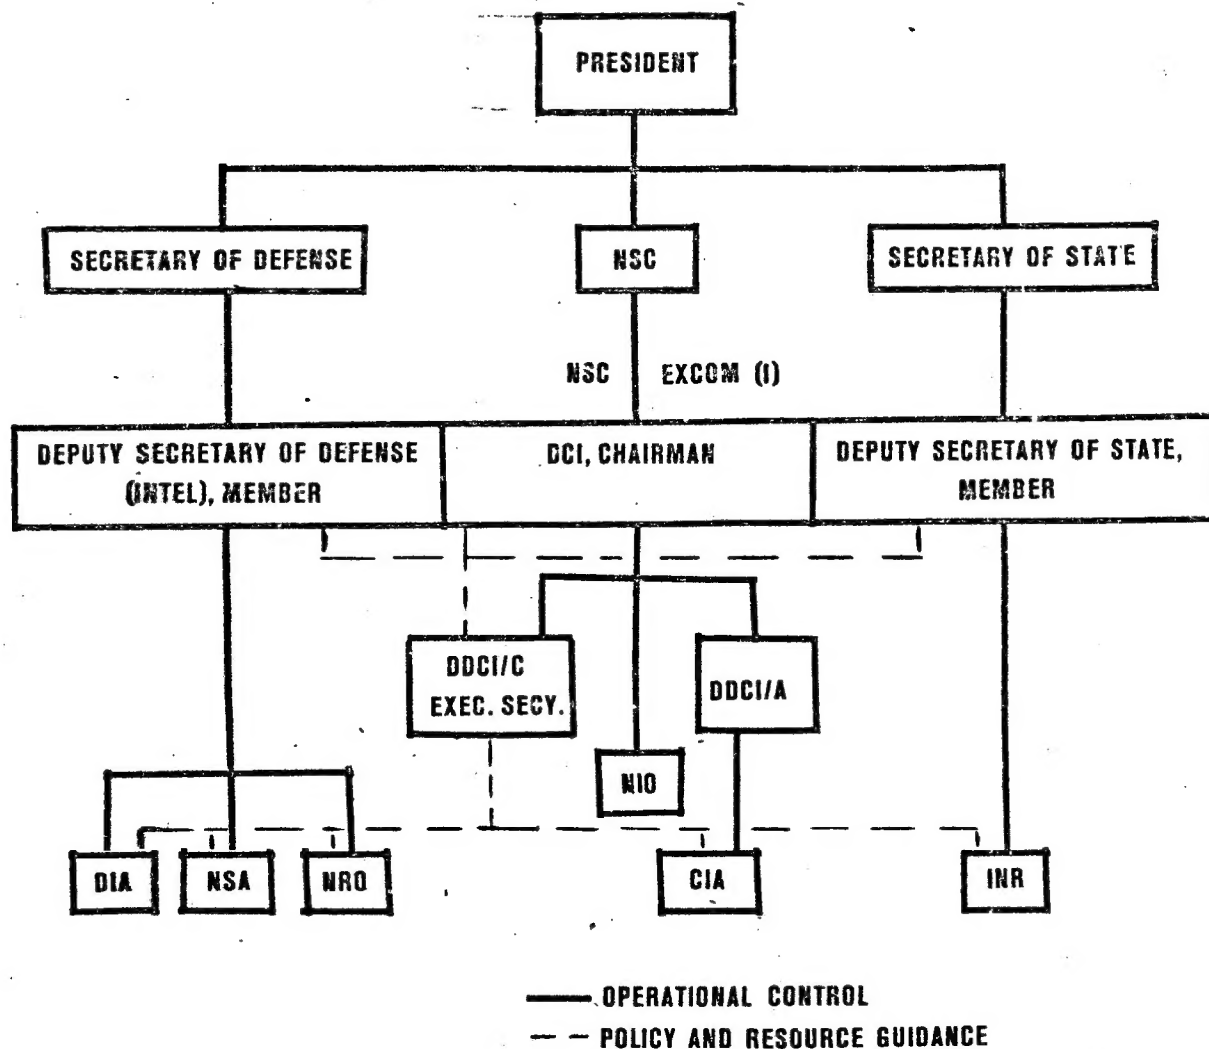 PRESIDENT
SECRETARY OF DEFENSE
NSC
SECRETARY OF STATE
NSC EXCOM (I)
DEPUTY SECRETARY OF DEFENSE
(INTEL), MEMBER
DCI, CHAIRMAN
DEPUTY SECRETARY OF STATE,
MEMBER
DDCI/C
EXEC. SECY.
DDCI/A
NIO
DIA
NSA
NRO
CIA
INR
OPERATIONAL CONTROL
POLICY AND RESOURCE GUIDANCE